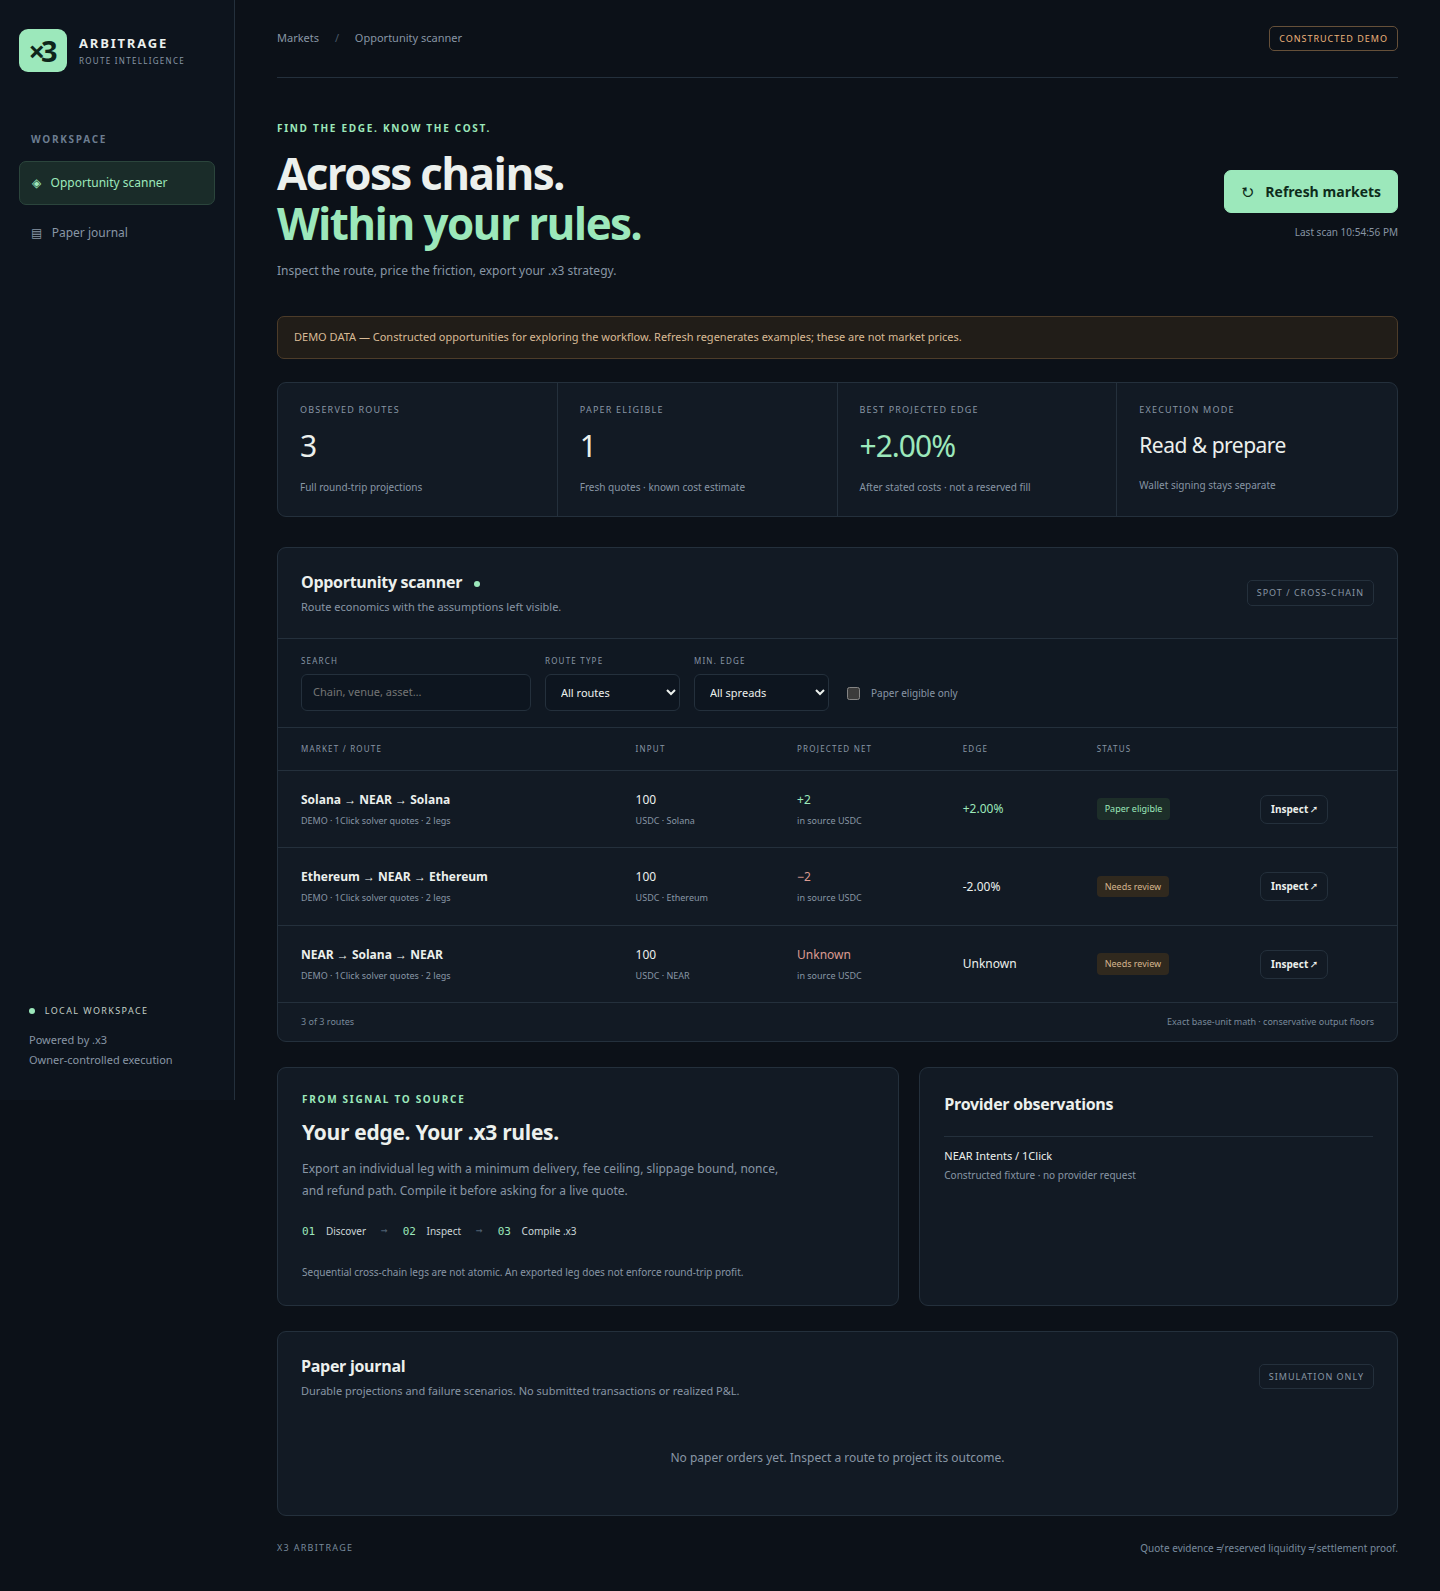 ×3
ARBITRAGE
ROUTE INTELLIGENCE
WORKSPACE
◈ Opportunity scanner
▤ Paper journal
LOCAL WORKSPACE
Powered by .x3
Owner-controlled execution
Markets / Opportunity scanner
CONSTRUCTED DEMO
FIND THE EDGE. KNOW THE COST.
Across chains.
Within your rules.
Inspect the route, price the friction, export your .x3 strategy.
↻ Refresh markets
Last scan 10:54:56 PM
DEMO DATA — Constructed opportunities for exploring the workflow. Refresh regenerates examples; these are not market prices.
OBSERVED ROUTES
3
Full round-trip projections
PAPER ELIGIBLE
1
Fresh quotes · known cost estimate
BEST PROJECTED EDGE
+2.00%
After stated costs · not a reserved fill
EXECUTION MODE
Read & prepare
Wallet signing stays separate
Opportunity scanner
Route economics with the assumptions left visible.
SPOT / CROSS-CHAIN
SEARCH
Chain, venue, asset...
ROUTE TYPE
All routes
MIN. EDGE
All spreads
Paper eligible only
MARKET / ROUTE INPUT PROJECTED NET EDGE STATUS
Solana → NEAR → Solana 100 +2 +2.00% Paper eligible Inspect ↗
DEMO · 1Click solver quotes · 2 legs USDC · Solana in source USDC
Ethereum → NEAR → Ethereum 100 −2 -2.00% Needs review Inspect ↗
DEMO · 1Click solver quotes · 2 legs USDC · Ethereum in source USDC
NEAR → Solana → NEAR 100 Unknown Unknown Needs review Inspect ↗
DEMO · 1Click solver quotes · 2 legs USDC · NEAR in source USDC
3 of 3 routes
Exact base-unit math · conservative output floors
FROM SIGNAL TO SOURCE
Your edge. Your .x3 rules.
Export an individual leg with a minimum delivery, fee ceiling, slippage bound, nonce,
and refund path. Compile it before asking for a live quote.
01 Discover → 02 Inspect → 03 Compile .x3
Sequential cross-chain legs are not atomic. An exported leg does not enforce round-trip profit.
Provider observations
NEAR Intents / 1Click
Constructed fixture · no provider request
Paper journal
Durable projections and failure scenarios. No submitted transactions or realized P&L.
SIMULATION ONLY
No paper orders yet. Inspect a route to project its outcome.
X3 ARBITRAGE
Quote evidence ≠ reserved liquidity ≠ settlement proof.